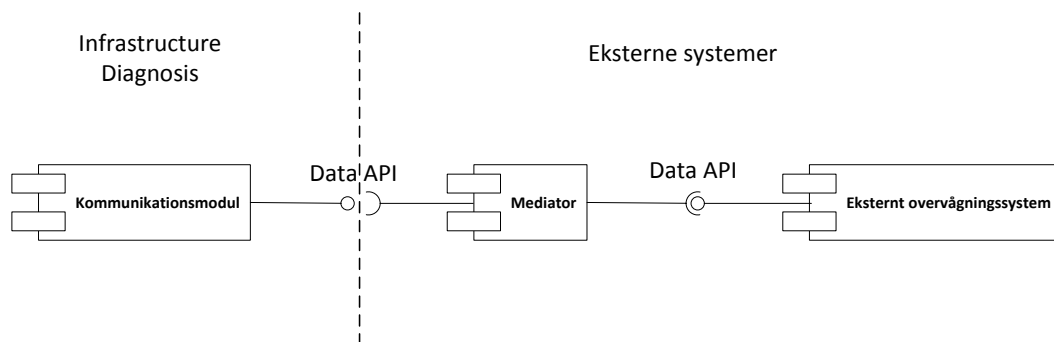 Infrastructure
Diagnosis
Eksterne systemer
Data API
Data API
Kommunikationsmodul
Mediator
Eksternt overvågningssystem